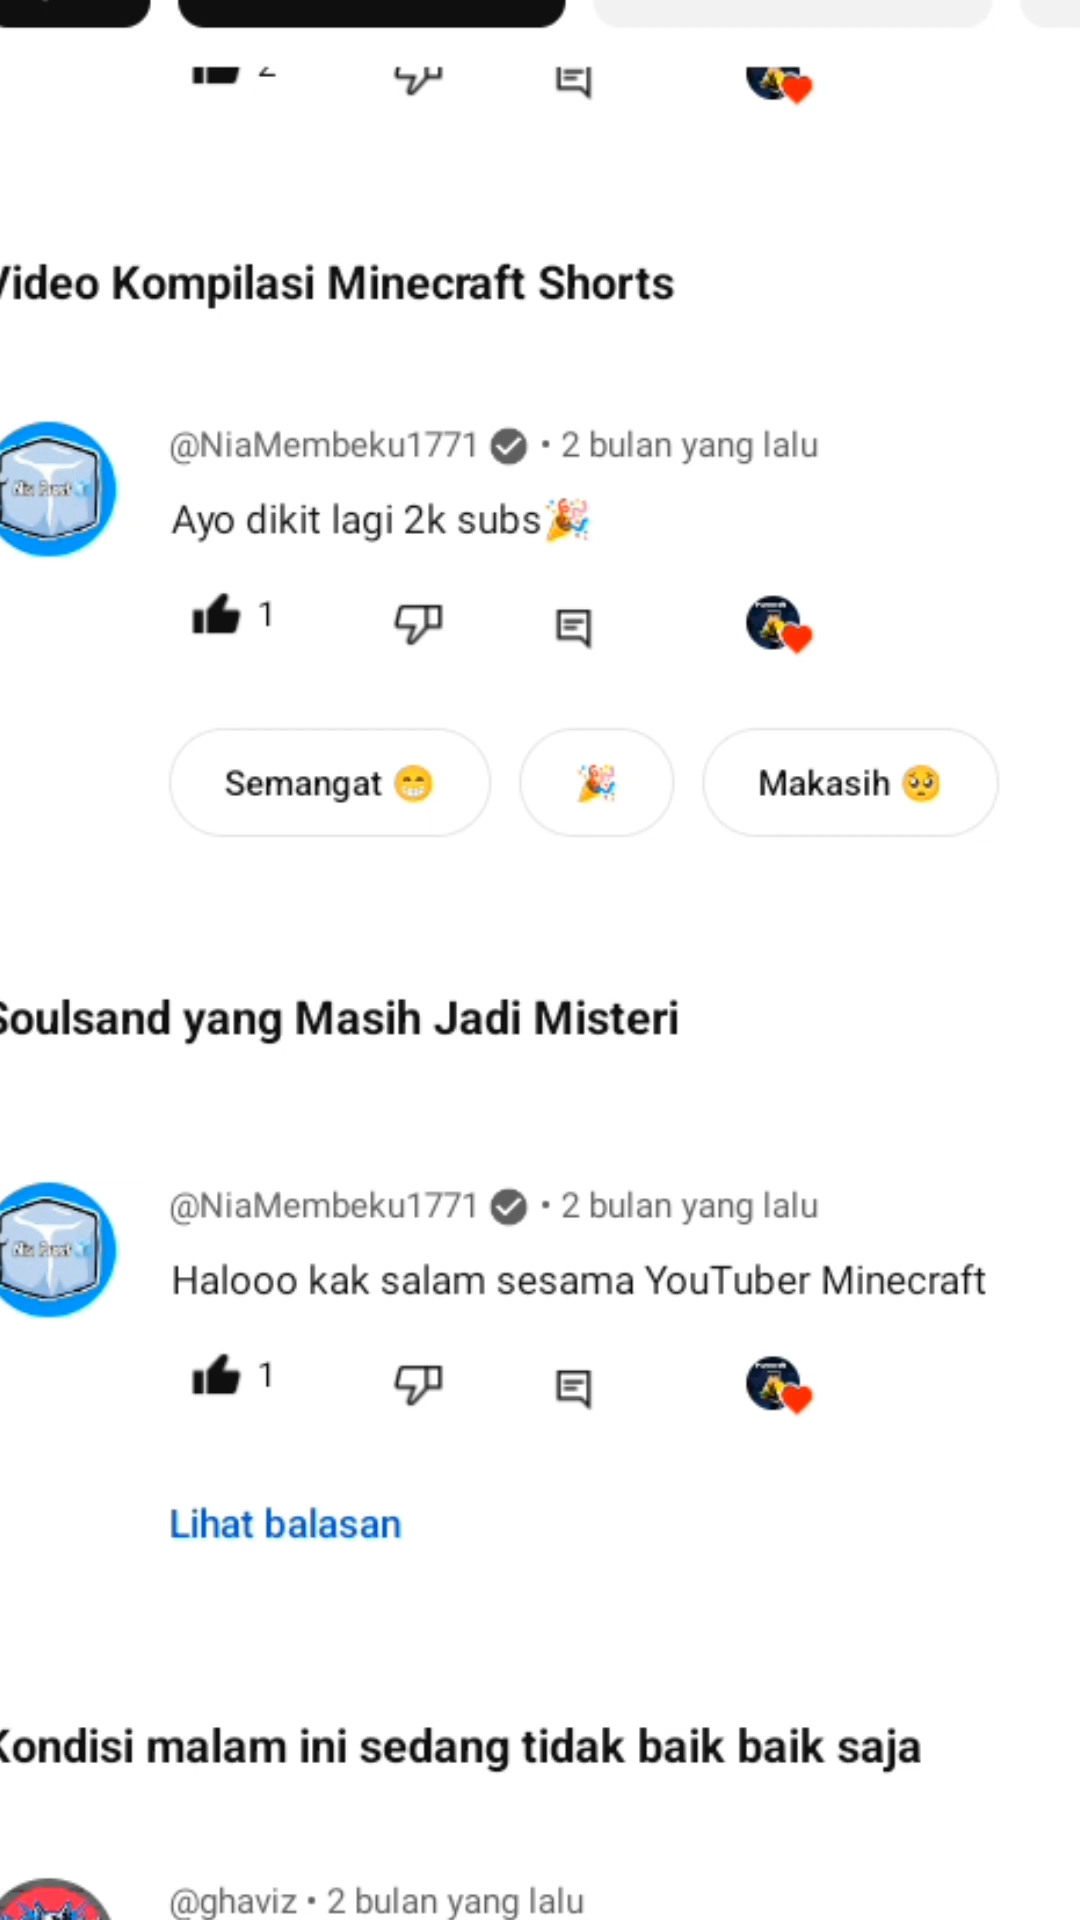 2
Video Kompilasi Minecraft Shorts
@NiaMembeku1771 • 2 bulan yang lalu
Ayo dikit lagi 2k subs🎉
1
Semangat 😁
🎉
Makasih 🥺
Soulsand yang Masih Jadi Misteri
@NiaMembeku1771 • 2 bulan yang lalu
Halooo kak salam sesama YouTuber Minecraft
1
Lihat balasan
Kondisi malam ini sedang tidak baik baik saja
@ghaviz • 2 bulan yang lalu